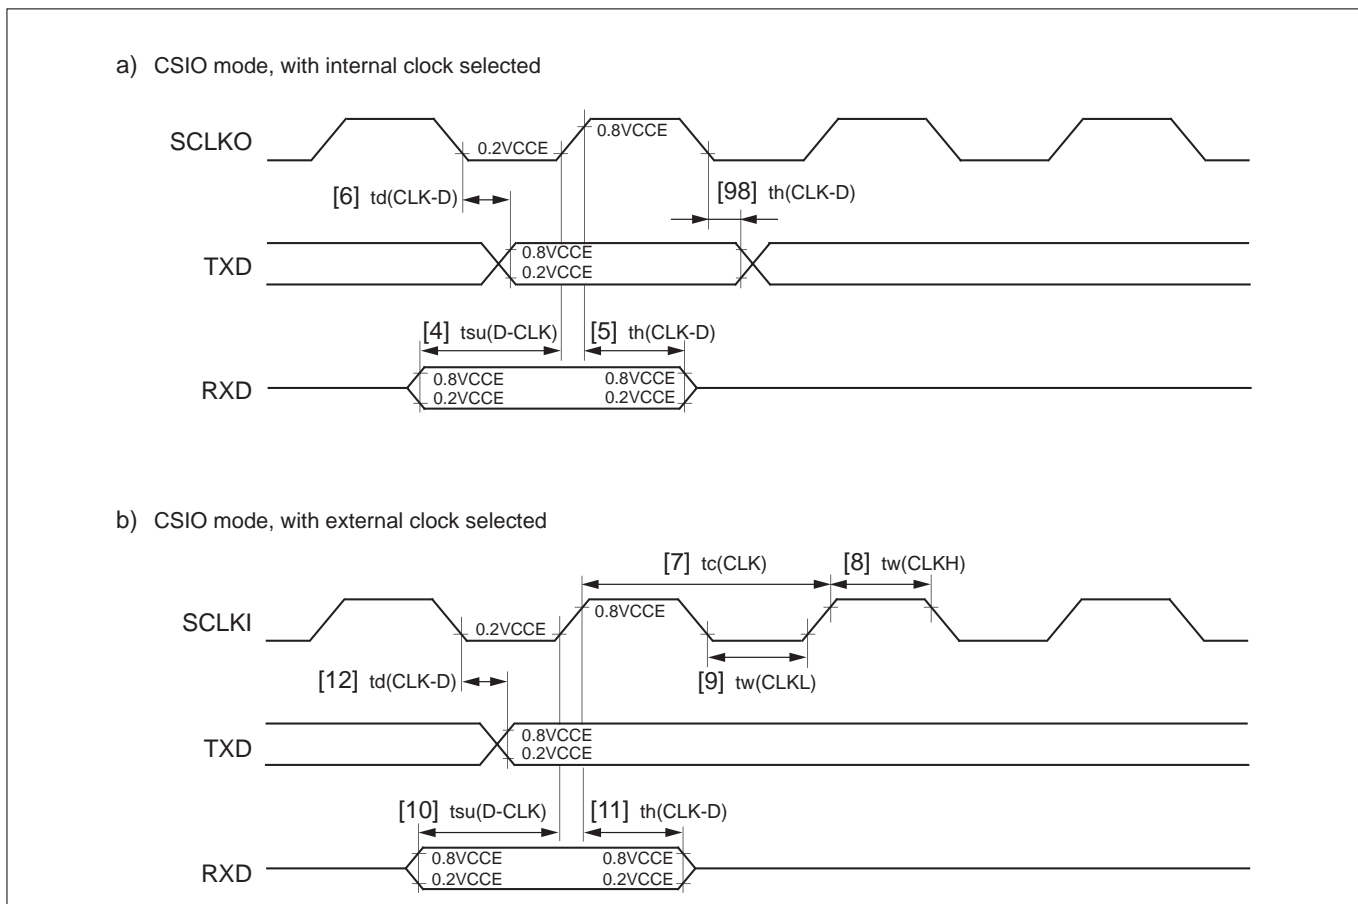 a) CSIO mode, with internal clock selected
SCLKO
0.2VCCE
0.8VCCE
[6] td(CLK-D)
[98] th(CLK-D)
TXD
0.8VCCE
0.2VCCE
[4] tsu(D-CLK)
[5] th(CLK-D)
RXD
0.8VCCE
0.8VCCE
0.2VCCE
0.2VCCE
b) CSIO mode, with external clock selected
[7] tc(CLK)
[8] tw(CLKH)
SCLKI
0.2VCCE
0.8VCCE
[12] td(CLK-D)
[9] tw(CLKL)
TXD
0.8VCCE
0.2VCCE
[10] tsu(D-CLK)
[11] th(CLK-D)
RXD
0.8VCCE
0.8VCCE
0.2VCCE
0.2VCCE